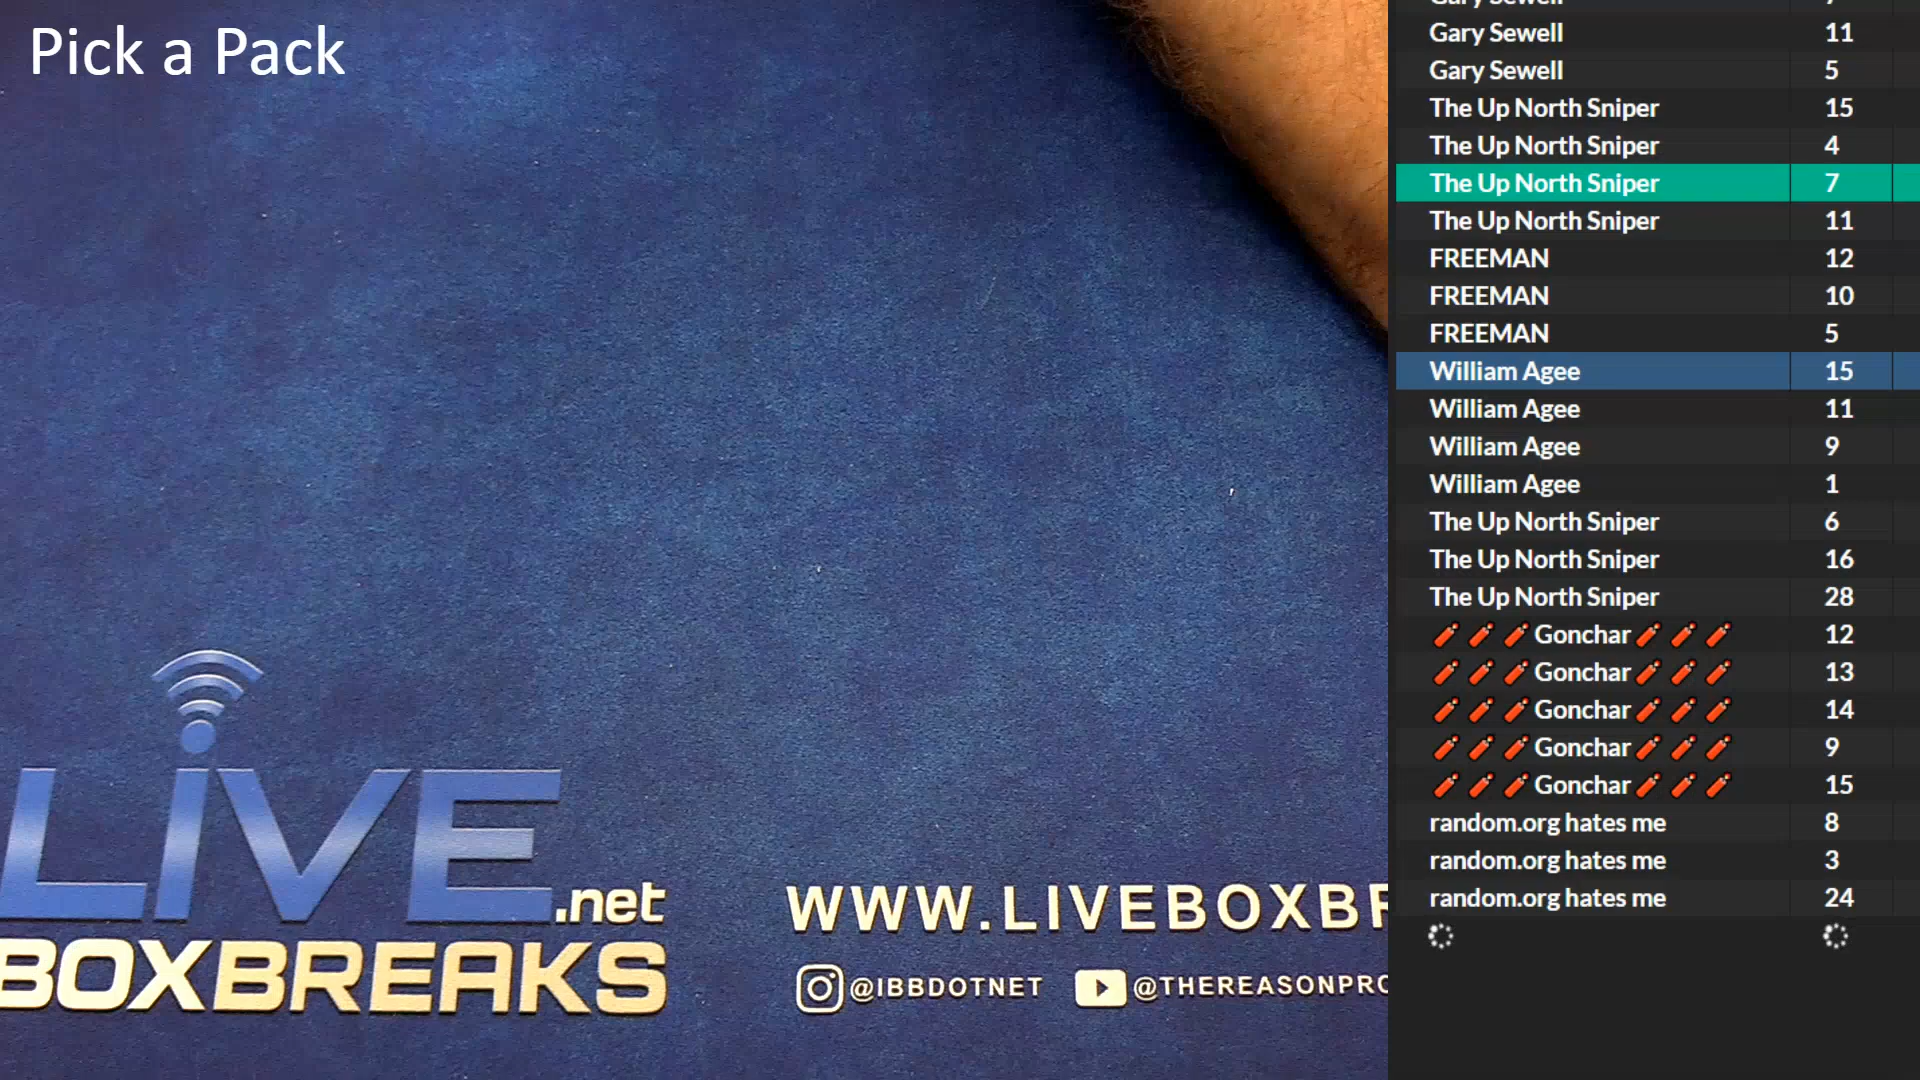 Pick a Pack
LIVE.net
BOXBREAKS
WWW.LIVEBOXBR
@IBBDOTNET
@THEREASONPRO
Gary Sewell 7
Gary Sewell 11
Gary Sewell 5
The Up North Sniper 15
The Up North Sniper 4
The Up North Sniper 7
The Up North Sniper 11
FREEMAN 12
FREEMAN 10
FREEMAN 5
William Agee 15
William Agee 11
William Agee 9
William Agee 1
The Up North Sniper 6
The Up North Sniper 16
The Up North Sniper 28
🧨🧨🧨Gonchar🧨🧨🧨 12
🧨🧨🧨Gonchar🧨🧨🧨 13
🧨🧨🧨Gonchar🧨🧨🧨 14
🧨🧨🧨Gonchar🧨🧨🧨 9
🧨🧨🧨Gonchar🧨🧨🧨 15
random.org hates me 8
random.org hates me 3
random.org hates me 24